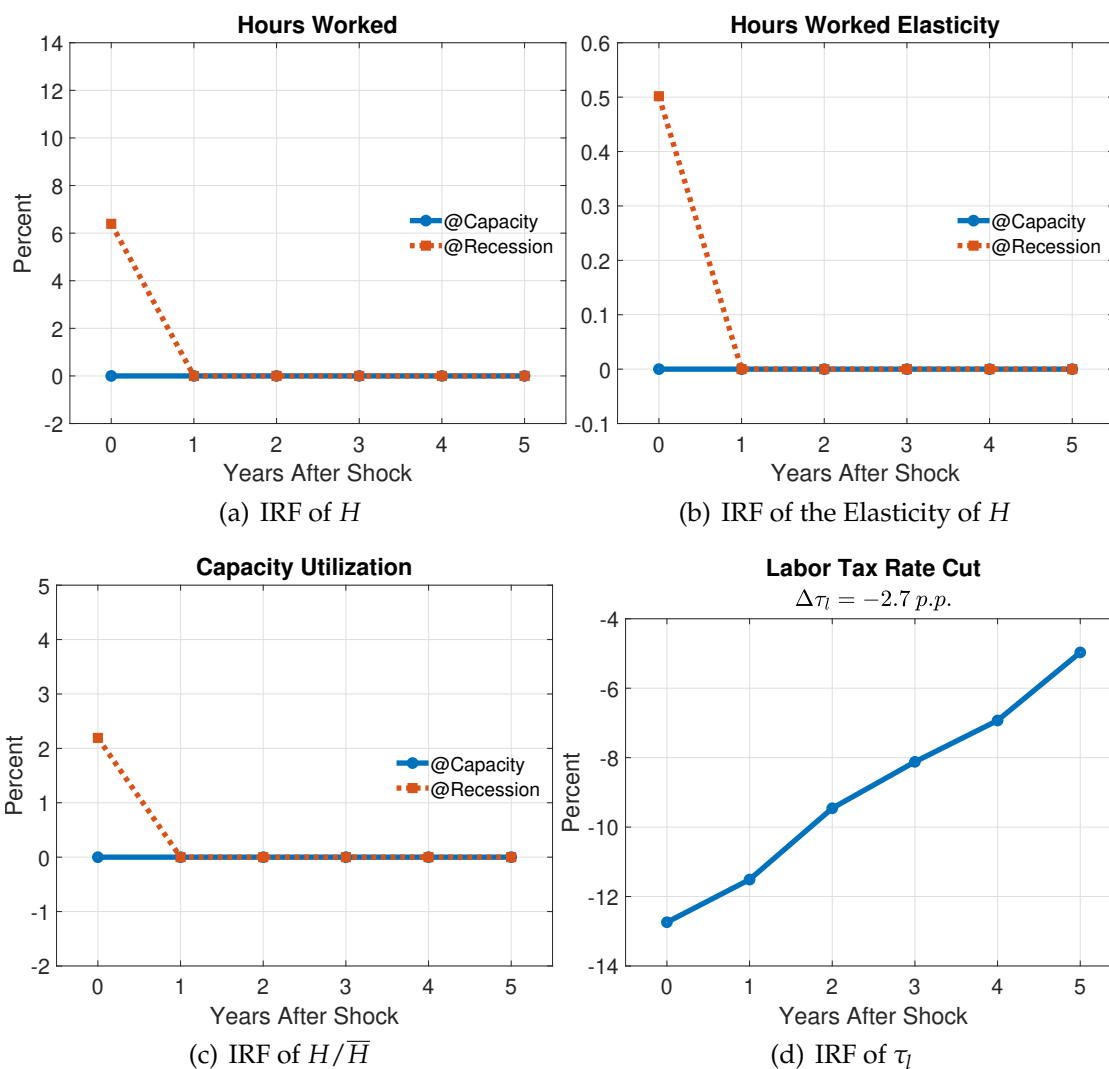 Hours Worked
14
12
10
8
6
4
2
0
-2
Percent
@Capacity
@Recession
0 1 2 3 4 5
Years After Shock
(a) IRF of H
Hours Worked Elasticity
0.6
0.5
0.4
0.3
0.2
0.1
0
-0.1
@Capacity
@Recession
0 1 2 3 4 5
Years After Shock
(b) IRF of the Elasticity of H
Capacity Utilization
5
4
3
2
1
0
-1
-2
Percent
@Capacity
@Recession
0 1 2 3 4 5
Years After Shock
(c) IRF of H/H̅
Labor Tax Rate Cut
Δτ_l = −2.7 p.p.
-4
-6
-8
-10
-12
-14
Percent
0 1 2 3 4 5
Years After Shock
(d) IRF of τ_l